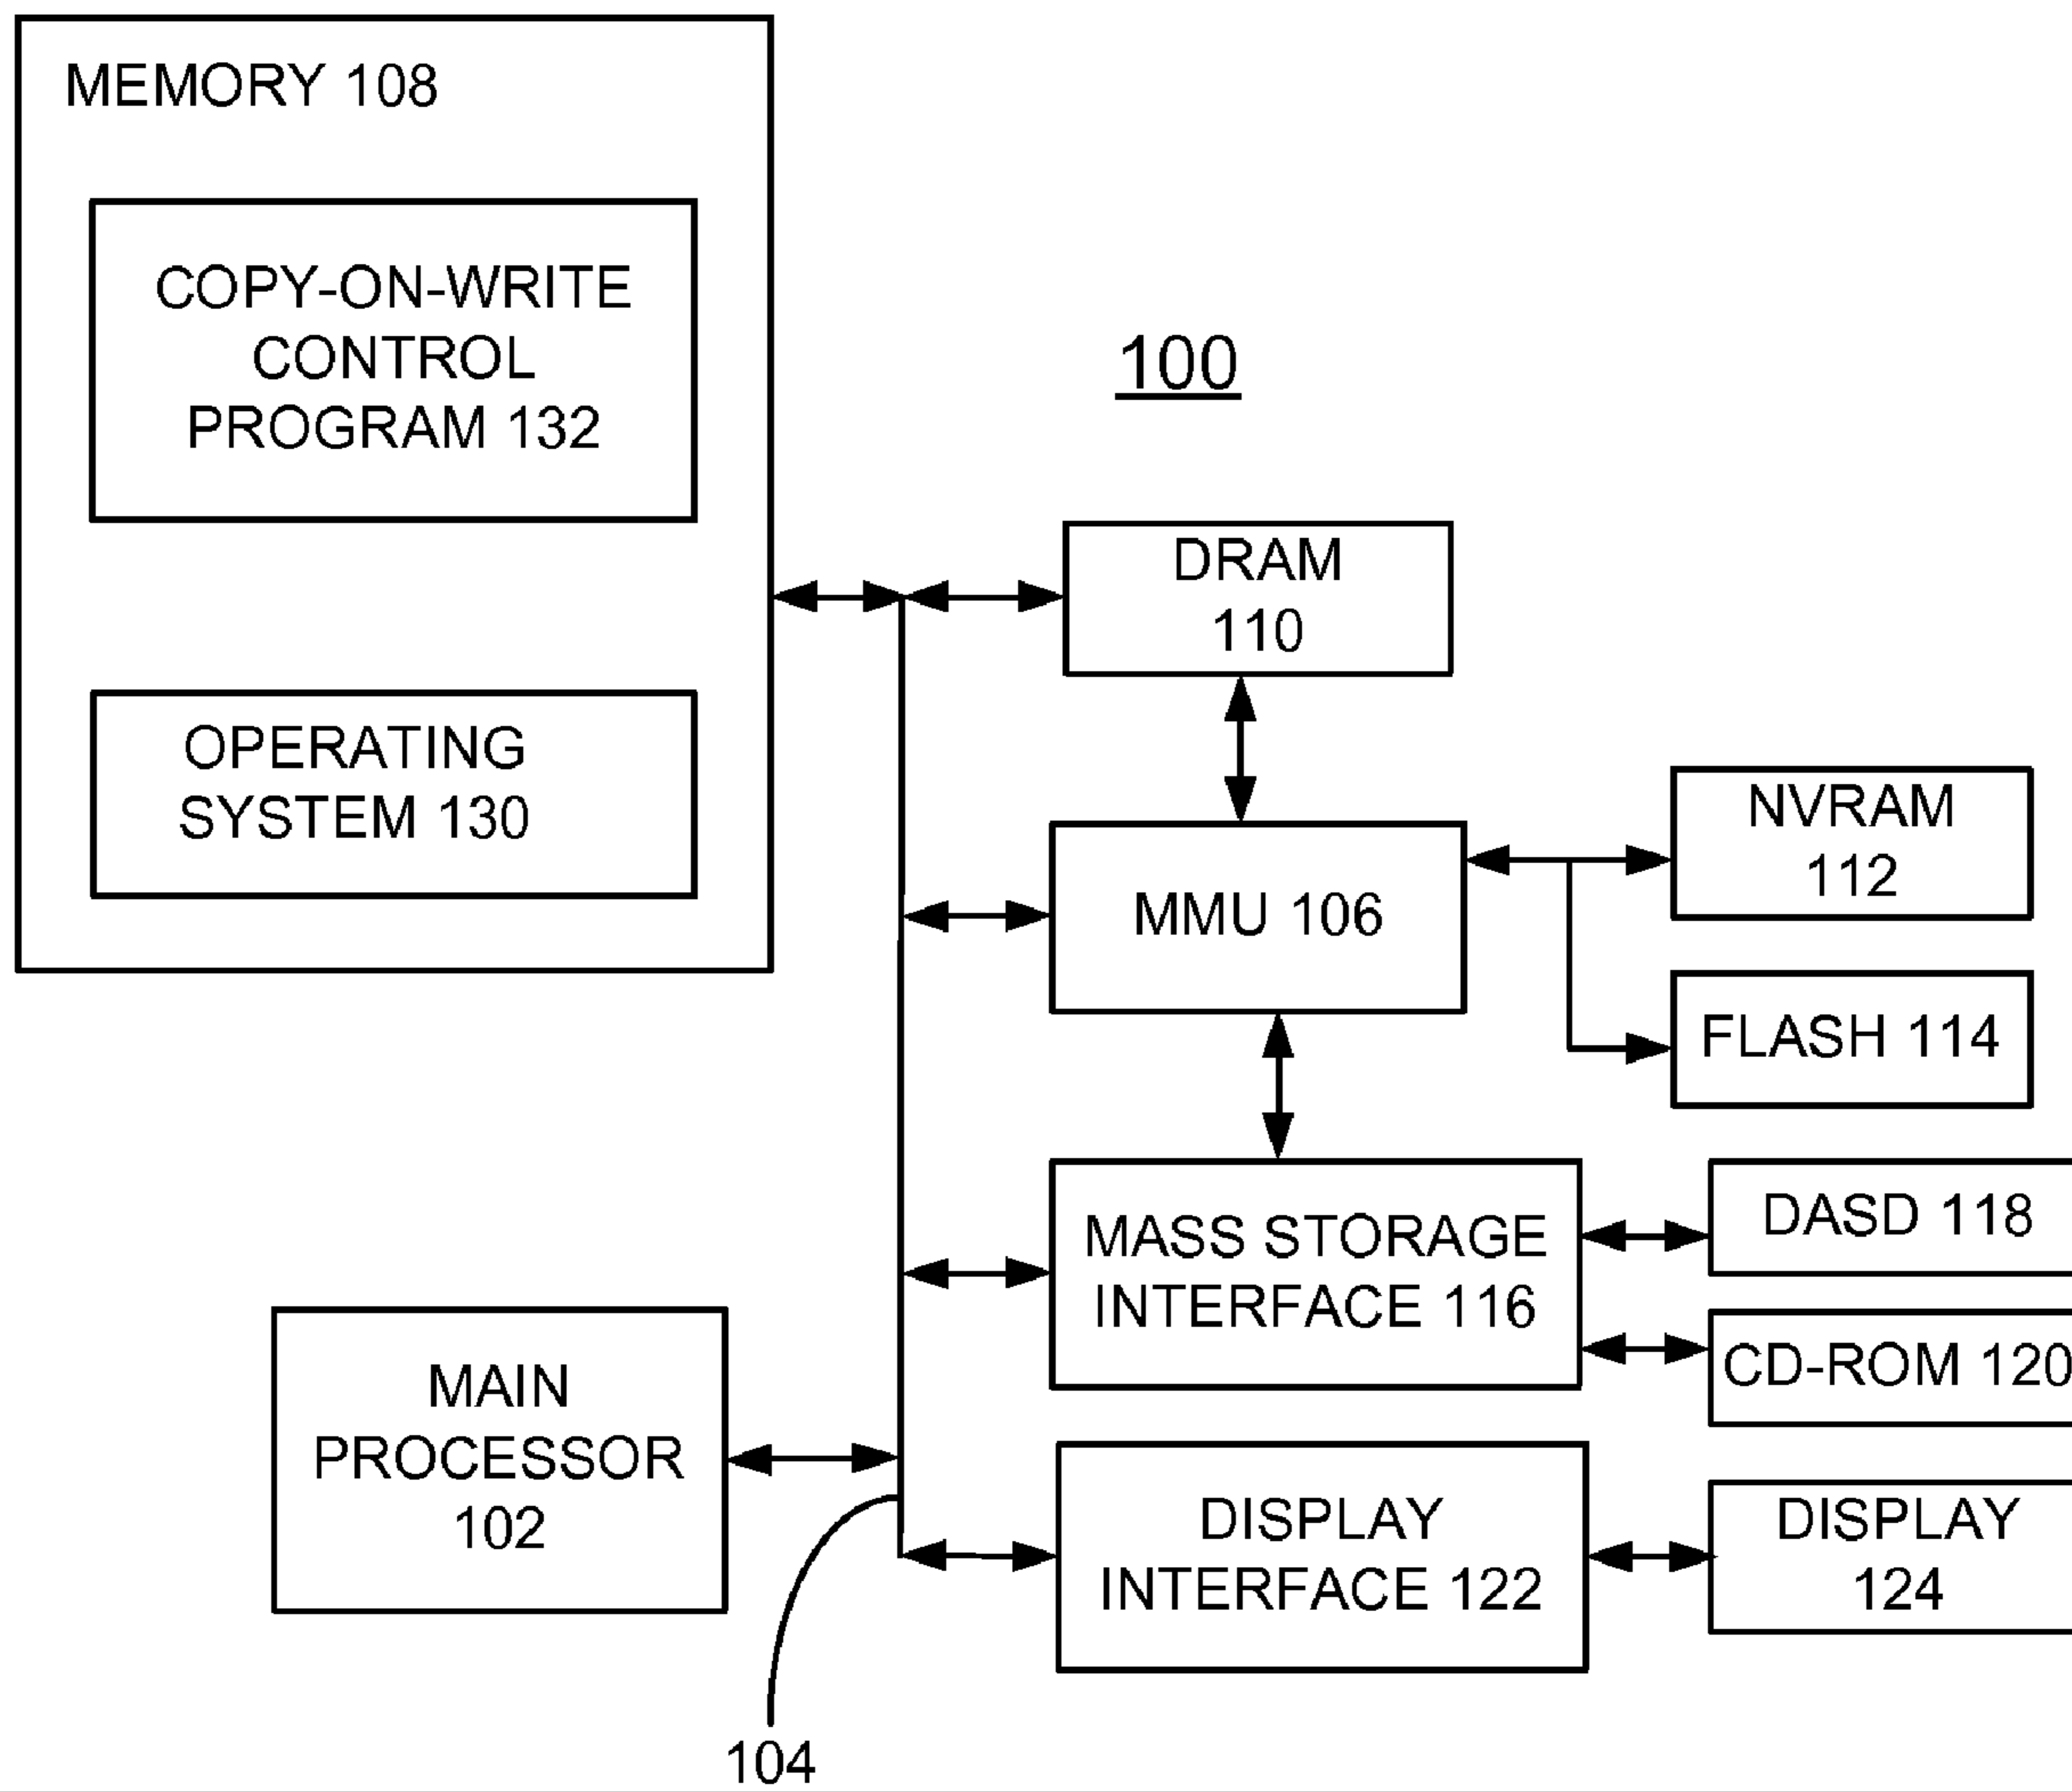 MEMORY 108
COPY-ON-WRITE
CONTROL
PROGRAM 132
OPERATING
SYSTEM 130
100
DRAM
110
MMU 106
NVRAM
112
FLASH 114
MASS STORAGE
INTERFACE 116
DASD 118
CD-ROM 120
MAIN
PROCESSOR
102
DISPLAY
INTERFACE 122
DISPLAY
124
104